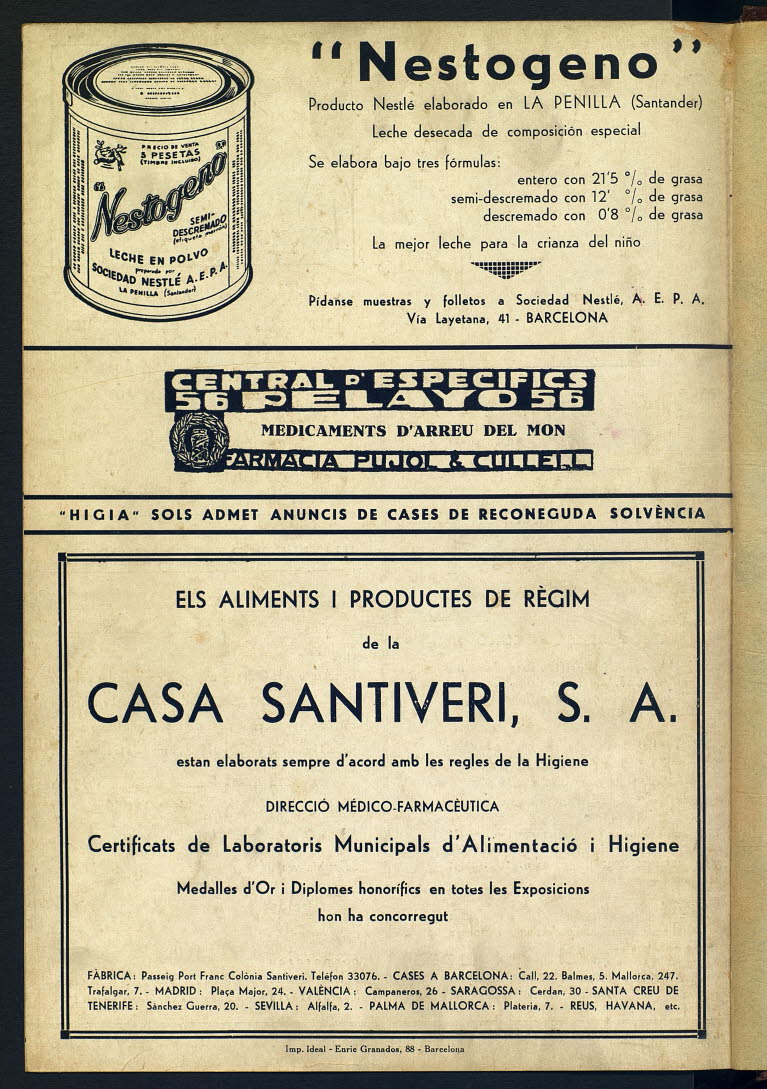 "Nestogeno"
Producto Nestlé elaborado en LA PENILLA (Santander)
Leche desecada de composición especial
Se elabora bajo tres fórmulas:
entero con 21'5 % de grasa
semi-descremado con 12' % de grasa
descremado con 0'8 % de grasa
La mejor leche para la crianza del niño
Pídanse muestras y folletos a Sociedad Nestlé, A. E. P. A.
Vía Layetana, 41 - BARCELONA
PRECIO DE VENTA
5 PESETAS
(TIMBRE INCLUIDO)
"Nestogeno"
SEMI-
DESCREMADO
(etiqueta marrón)
LECHE EN POLVO
preparada por
SOCIEDAD NESTLÉ A.E.P.A.
LA PENILLA (Santander)
CENTRAL D'ESPECIFICS
56 PELAYO 56
MEDICAMENTS D'ARREU DEL MON
FARMACIA PUJOL & CULLELL
"HIGIA" SOLS ADMET ANUNCIS DE CASES DE RECONEGUDA SOLVÈNCIA
ELS ALIMENTS I PRODUCTES DE RÈGIM
de la
CASA SANTIVERI, S. A.
estan elaborats sempre d'acord amb les regles de la Higiene
DIRECCIÓ MÉDICO-FARMACÈUTICA
Certificats de Laboratoris Municipals d'Alimentació i Higiene
Medalles d'Or i Diplomes honorífics en totes les Exposicions
hon ha concorregut
FÀBRICA: Passeig Port Franc Colònia Santiveri. Telèfon 33076. - CASES A BARCELONA: Call, 22. Balmes, 5. Mallorca, 247.
Trafalgar, 7. - MADRID: Plaça Major, 24. - VALÈNCIA: Campaneros, 26 - SARAGOSSA: Cerdan, 30 - SANTA CREU DE
TENERIFE: Sánchez Guerra, 20. - SEVILLA: Alfalfa, 2. - PALMA DE MALLORCA: Plateria, 7. - REUS, HAVANA, etc.
Imp. Ideal - Enric Granados, 88 - Barcelona